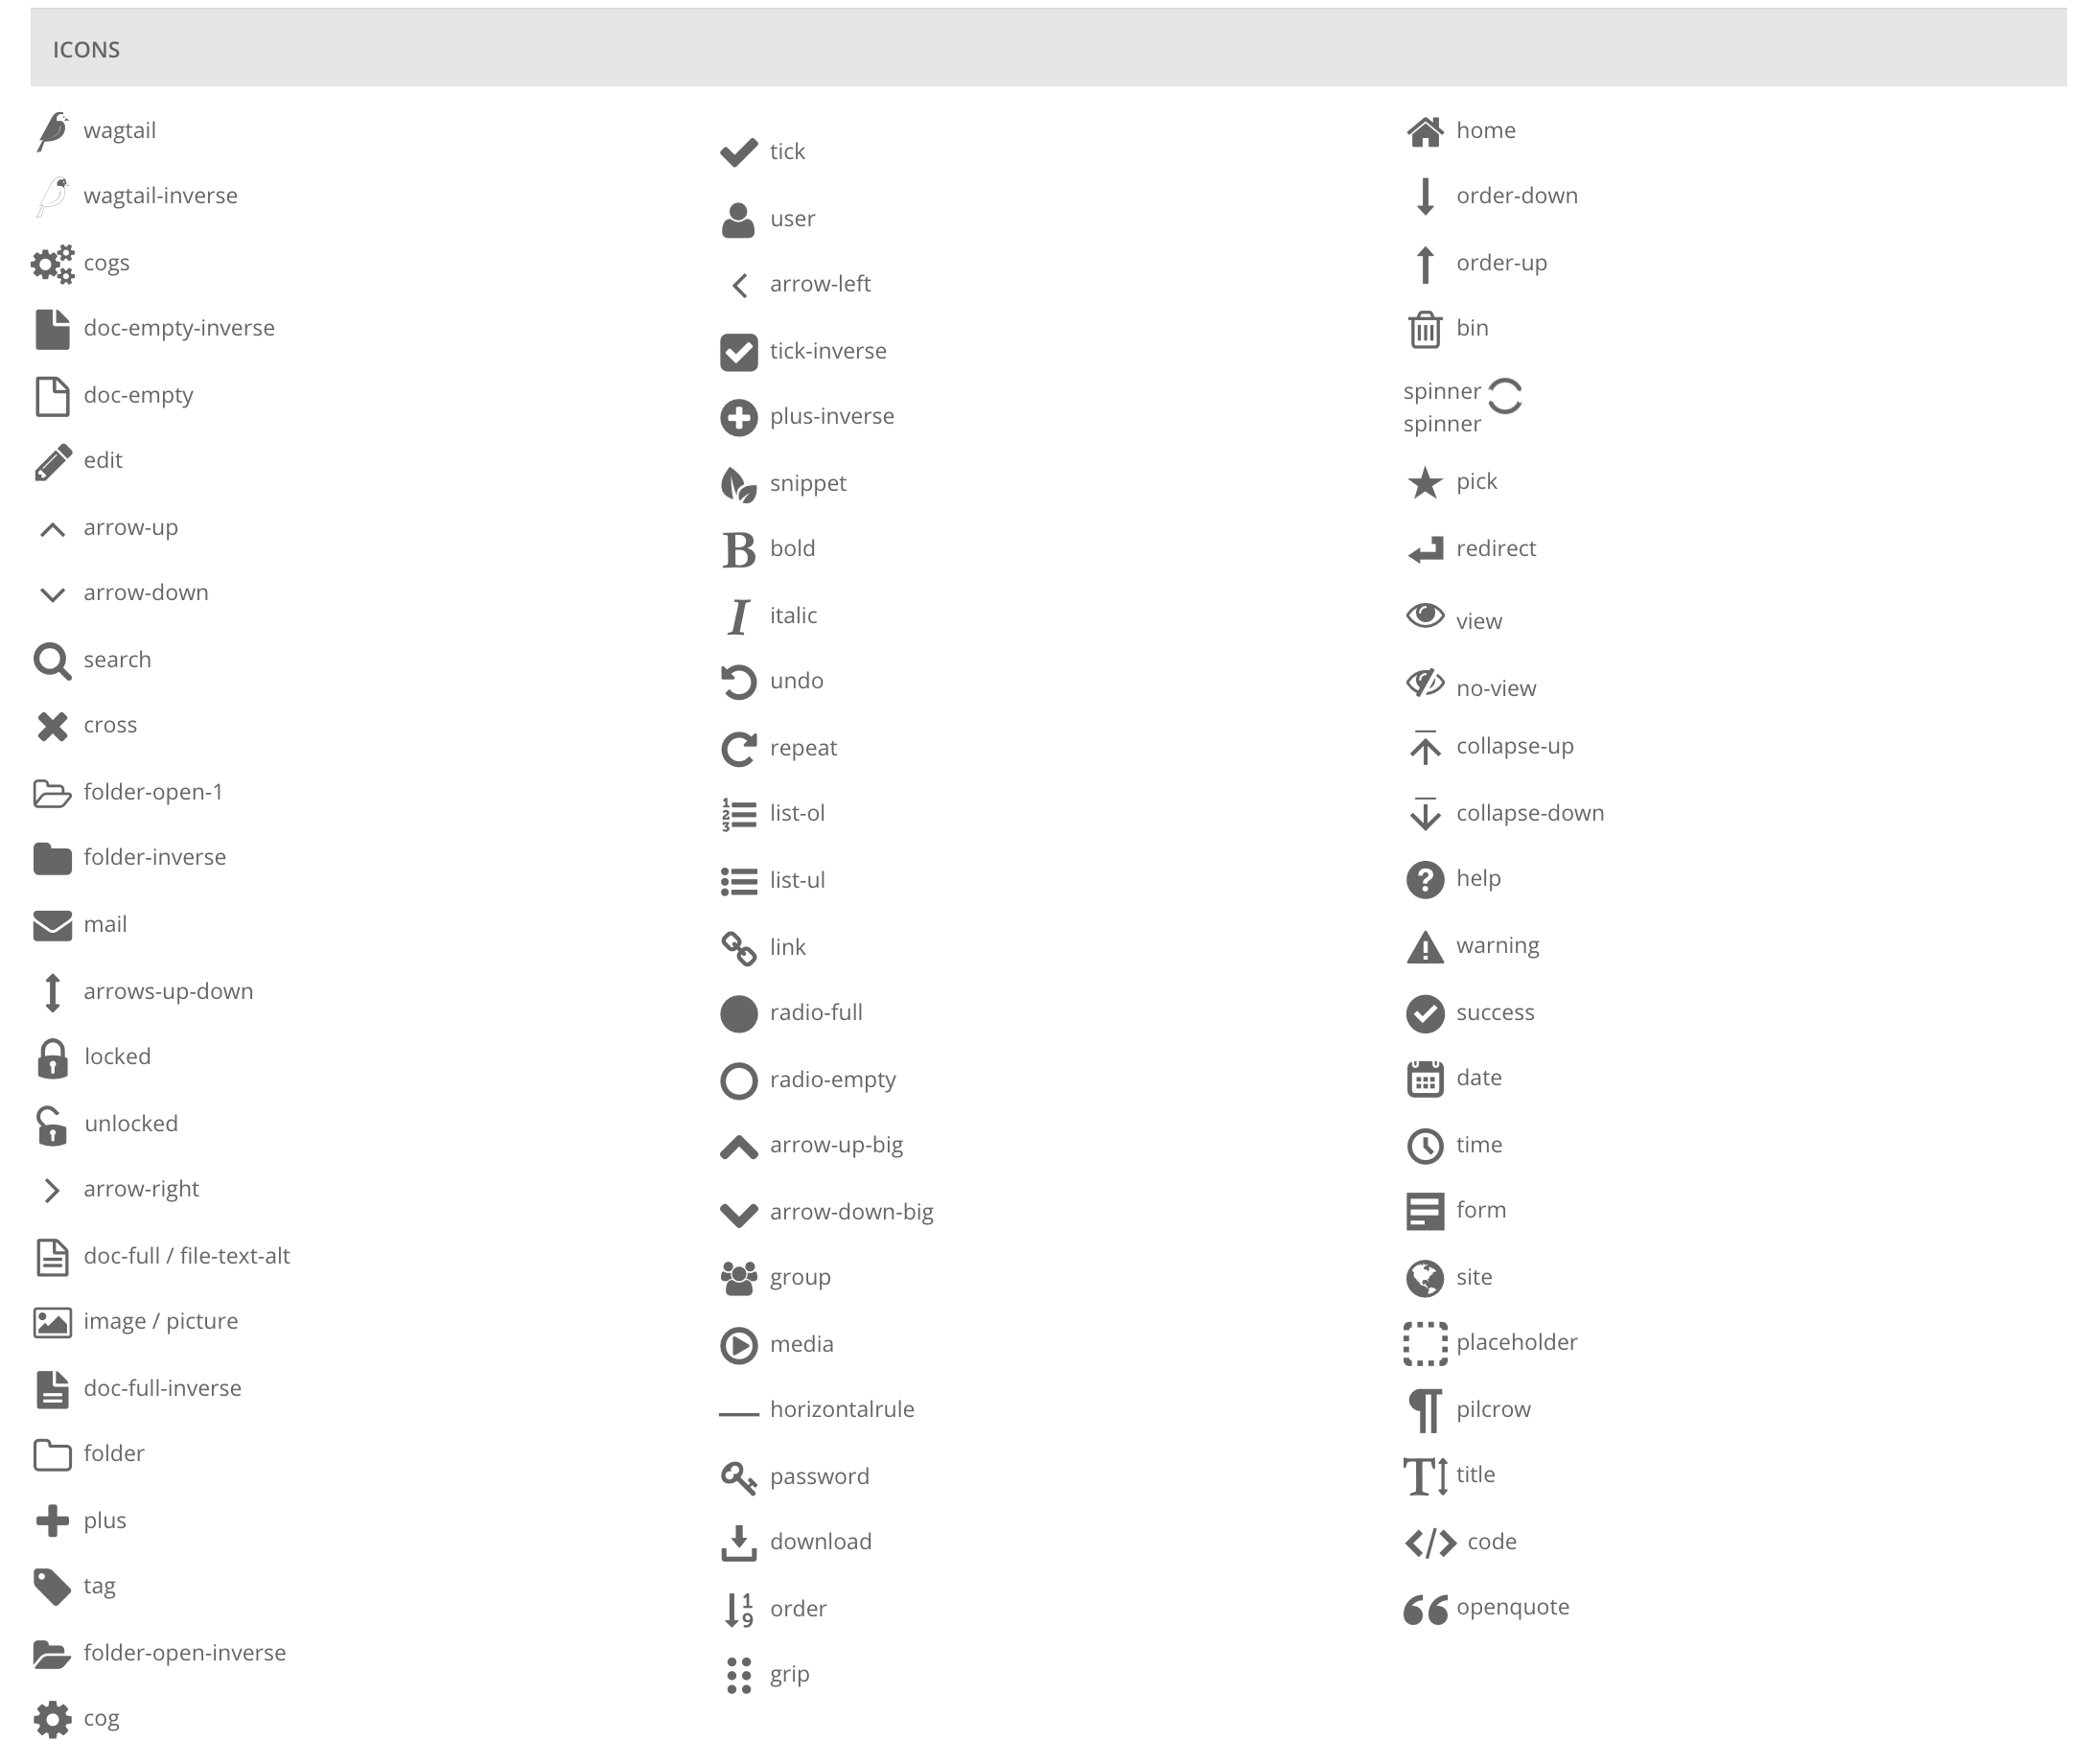 ICONS
wagtail
wagtail-inverse
cogs
doc-empty-inverse
doc-empty
edit
arrow-up
arrow-down
search
cross
folder-open-1
folder-inverse
mail
arrows-up-down
locked
unlocked
arrow-right
doc-full / file-text-alt
image / picture
doc-full-inverse
folder
plus
tag
folder-open-inverse
cog
tick
user
arrow-left
tick-inverse
plus-inverse
snippet
bold
italic
undo
repeat
list-ol
list-ul
link
radio-full
radio-empty
arrow-up-big
arrow-down-big
group
media
horizontalrule
password
download
order
grip
home
order-down
order-up
bin
spinner
spinner
pick
redirect
view
no-view
collapse-up
collapse-down
help
warning
success
date
time
form
site
placeholder
pilcrow
title
code
openquote